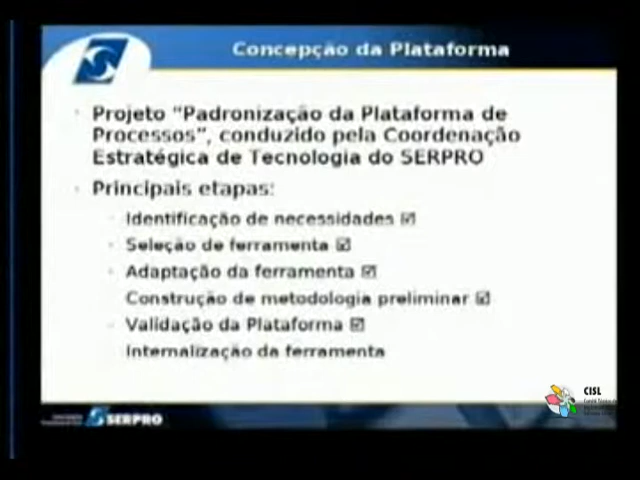 Concepção da Plataforma
Projeto “Padronização da Plataforma de
Processos”, conduzido pela Coordenação
Estratégica de Tecnologia do SERPRO
Principais etapas:
Identificação de necessidades ☑
Seleção de ferramenta ☑
Adaptação da ferramenta ☑
Construção de metodologia preliminar ☑
Validação da Plataforma ☑
Internalização da ferramenta
CISL
SERPRO